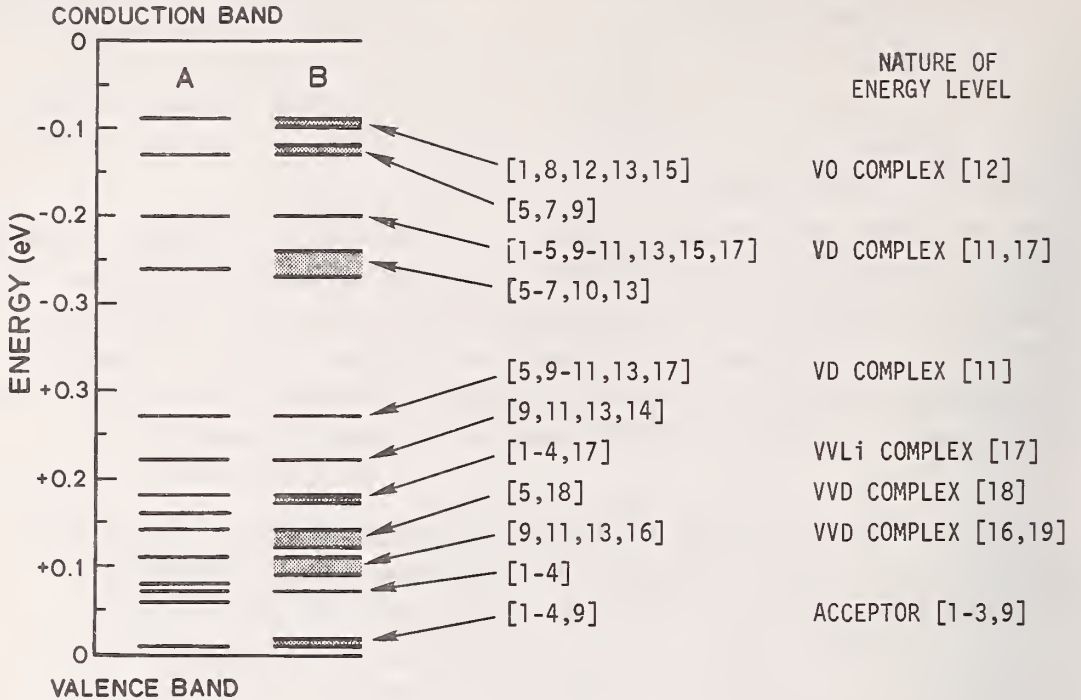 CONDUCTION BAND
0
A B
NATURE OF
ENERGY LEVEL
-0.1
[1,8,12,13,15] VO COMPLEX [12]
[5,7,9]
-0.2
[1-5,9-11,13,15,17] VD COMPLEX [11,17]
[5-7,10,13]
-0.3
ENERGY (eV)
[5,9-11,13,17] VD COMPLEX [11]
+0.3
[9,11,13,14]
[1-4,17] VVLi COMPLEX [17]
+0.2
[5,18] VVD COMPLEX [18]
[9,11,13,16] VVD COMPLEX [16,19]
+0.1
[1-4]
[1-4,9] ACCEPTOR [1-3,9]
0
VALENCE BAND